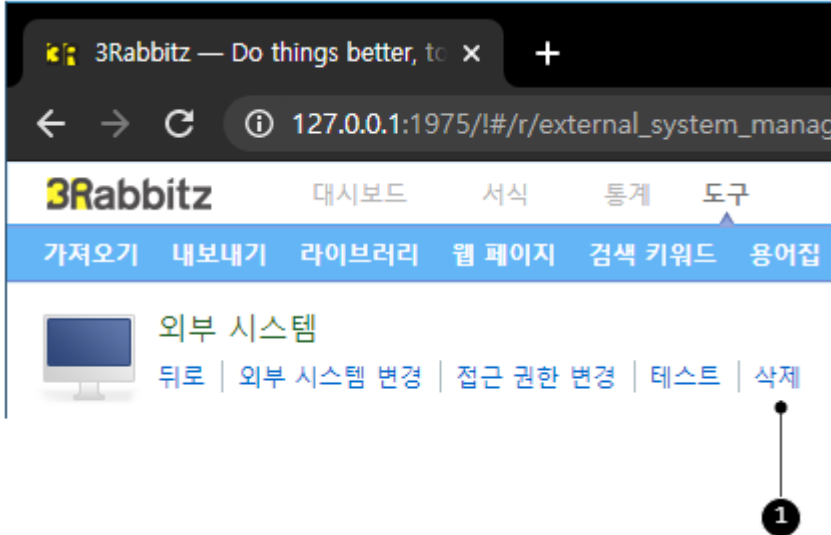 3Rabbitz — Do things better, to
127.0.0.1:1975/!#/r/external_system_manag
3Rabbitz 대시보드 서식 통계 도구
가져오기 내보내기 라이브러리 웹 페이지 검색 키워드 용어집
외부 시스템
뒤로 외부 시스템 변경 접근 권한 변경 테스트 삭제
1